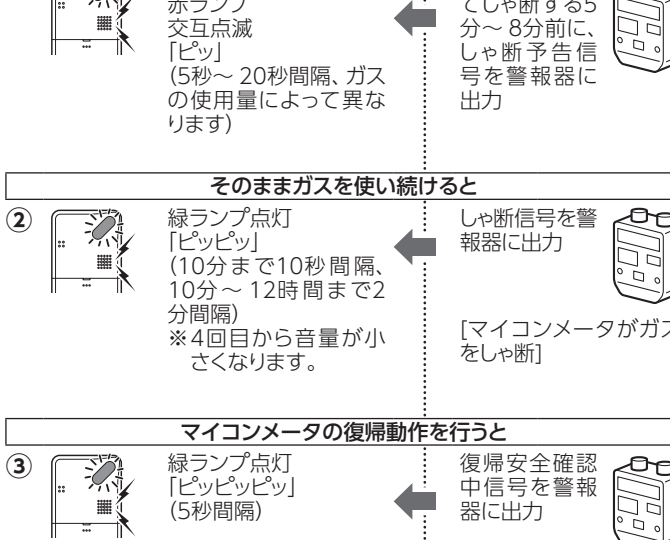 赤ランプ
交互点滅
「ピッ」
(5秒～ 20秒間隔、ガス
の使用量によって異な
ります)
てしゃ断する5
分～ 8分前に、
しゃ断予告信
号を警報器に
出力
そのままガスを使い続けると
②
緑ランプ点灯
「ピッピッ」
(10分まで10秒間隔、
10分～ 12時間まで2
分間隔)
※4回目から音量が小
さくなります。
しゃ断信号を警
報器に出力
[マイコンメータがガス
をしゃ断]
マイコンメータの復帰動作を行うと
③
緑ランプ点灯
「ピッピッピッ」
(5秒間隔)
復帰安全確認
中信号を警報
器に出力